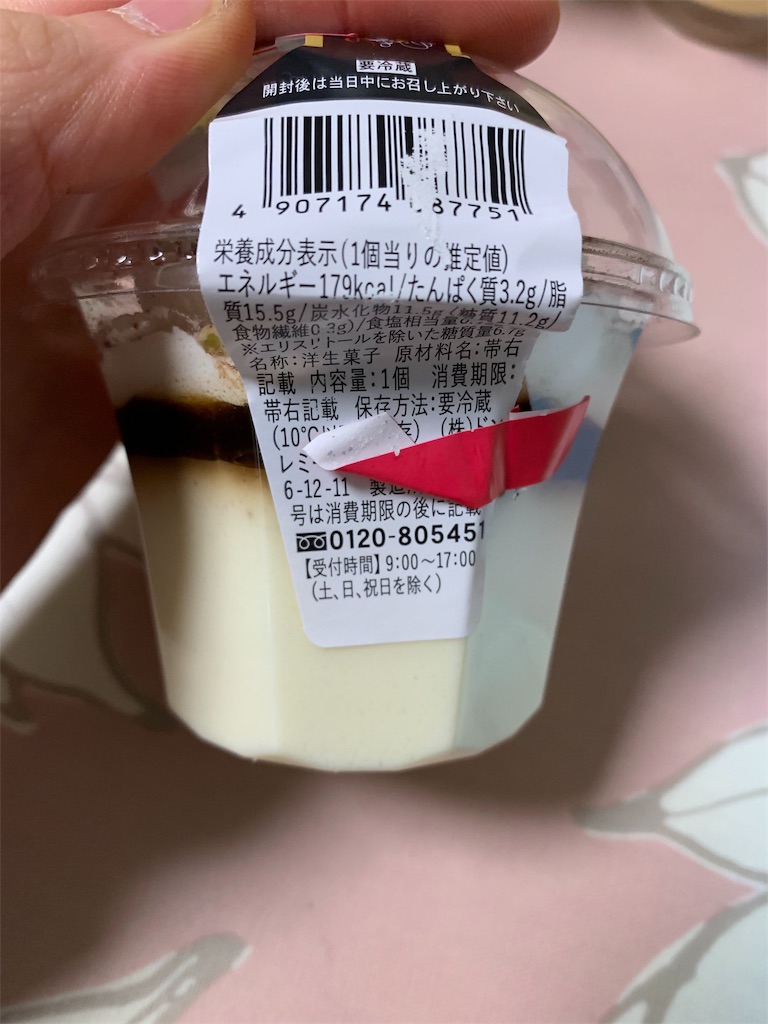 要冷蔵
開封後は当日中にお召し上がり下さい
4 907174 87751
栄養成分表示(1個当りの推定値)
エネルギー179kcal/たんぱく質3.2g/脂
質15.5g/炭水化物11.5g(糖質11.2g/
食物繊維0.3g)/食塩相当量
※エリスリトールを除いた糖質量6.7g
名称:洋生菓子 原材料名:帯右
記載 内容量:1個 消費期限:
帯右記載 保存方法:要冷蔵
(10℃ 存) (株)ド
レミ
6-12-11 製造
号は消費期限の後に記載
0120-805451
【受付時間】9:00～17:00
(土、日、祝日を除く)